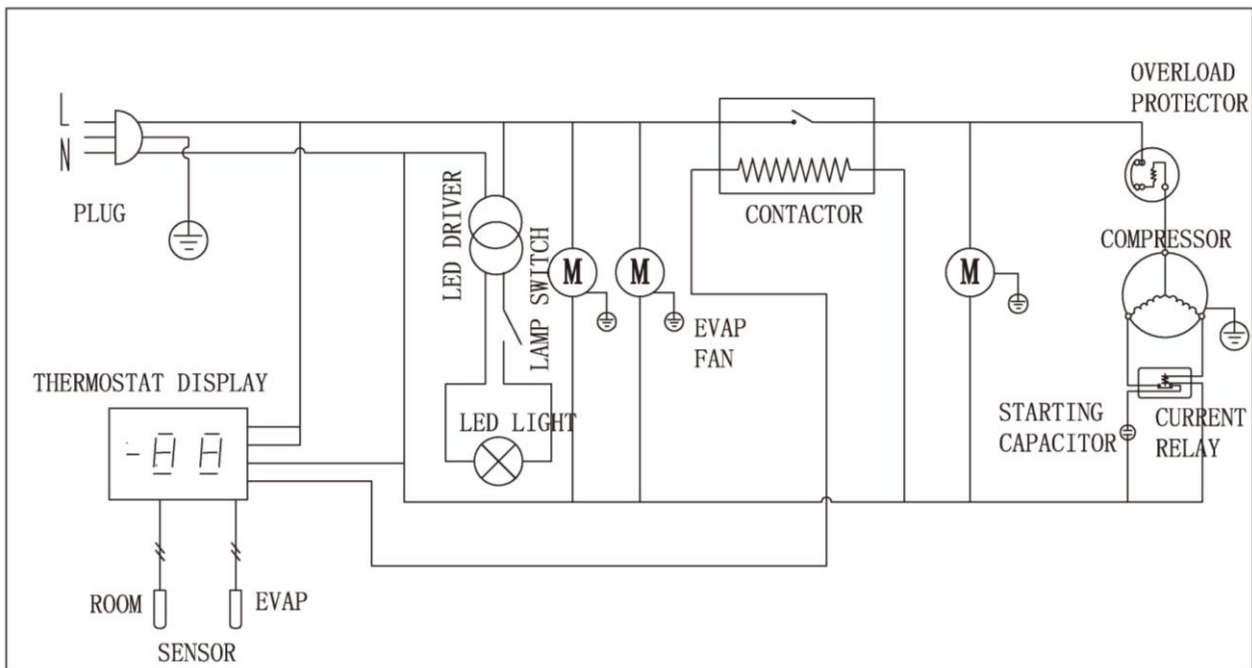 OVERLOAD
PROTECTOR
L
N
PLUG
LED DRIVER
LAMP SWITCH
M
M
M
CONTACTOR
COMPRESSOR
EVAP
FAN
THERMOSTAT DISPLAY
-88
LED LIGHT
STARTING
CAPACITOR
CURRENT
RELAY
ROOM
EVAP
SENSOR